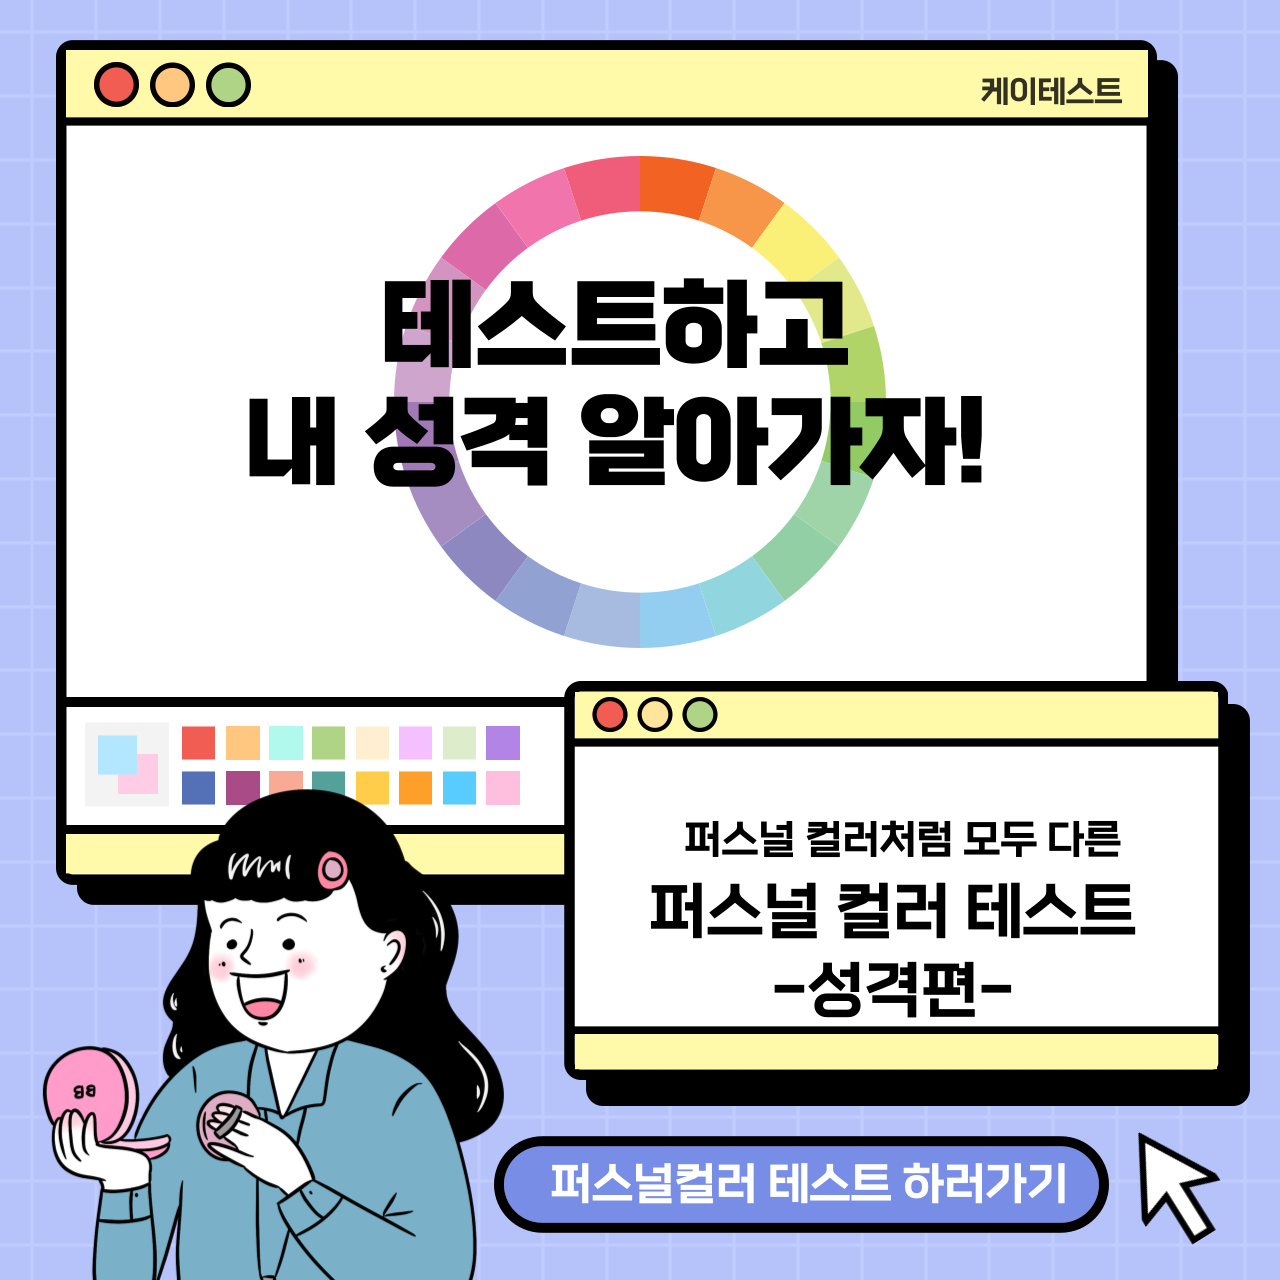 케이테스트
테스트하고
내 성격 알아가자!
퍼스널 컬러처럼 모두 다른
퍼스널 컬러 테스트
-성격편-
퍼스널컬러 테스트 하러가기